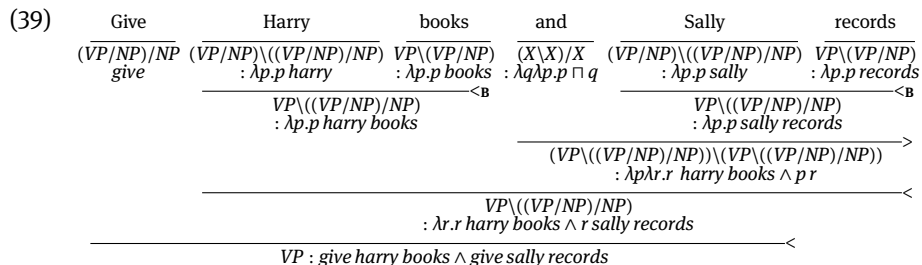 (39) Give Harry books and Sally records
(VP/NP)/NP (VP/NP)\((VP/NP)/NP) VP\(VP/NP) (X\X)/X (VP/NP)\((VP/NP)/NP) VP\(VP/NP)
give : λp.p harry : λp.p books : λqλp.p ⊓ q : λp.p sally : λp.p records
<B <B
VP\((VP/NP)/NP) VP\((VP/NP)/NP)
: λp.p harry books : λp.p sally records
>
(VP\((VP/NP)/NP))\(VP\((VP/NP)/NP))
: λpλr.r harry books ∧ p r
<
VP\((VP/NP)/NP)
: λr.r harry books ∧ r sally records
<
VP : give harry books ∧ give sally records